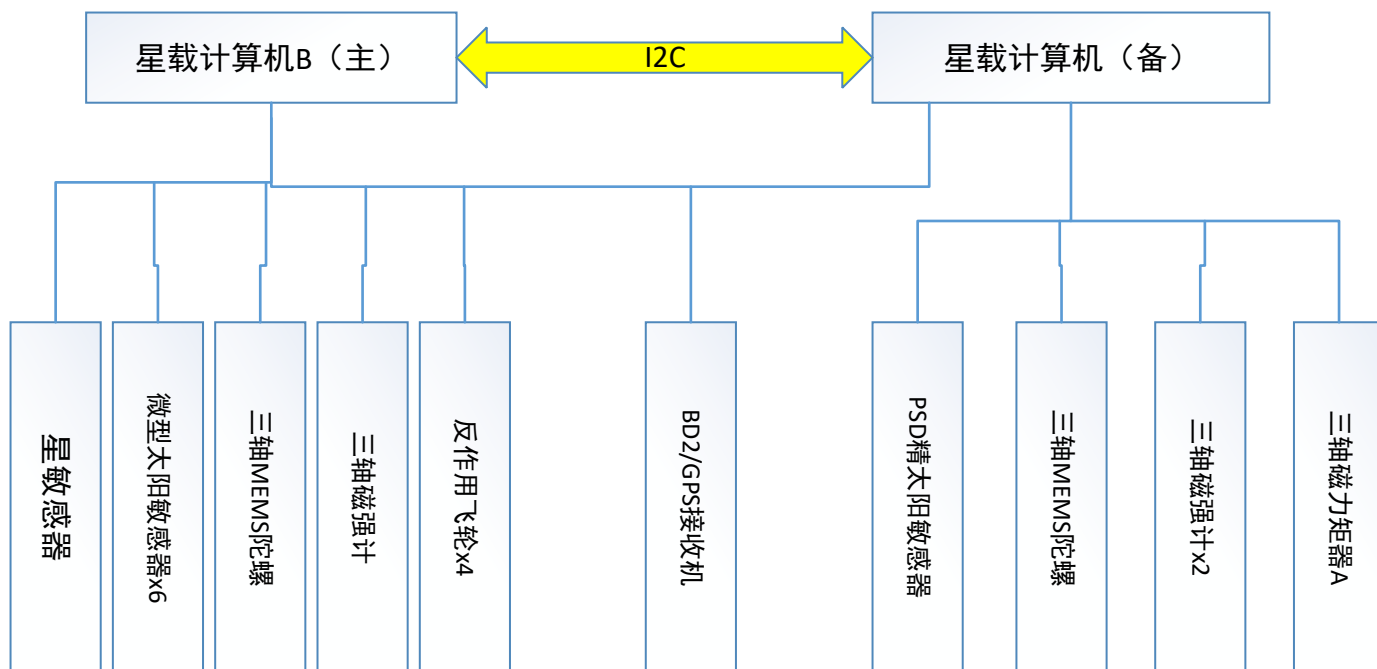 星载计算机B（主）
I2C
星载计算机（备）
星敏感器
微型太阳敏感器x6
三轴MEMS陀螺
三轴磁强计
反作用飞轮x4
BD2/GPS接收机
PSD精太阳敏感器
三轴MEMS陀螺
三轴磁强计x2
三轴磁力矩器A